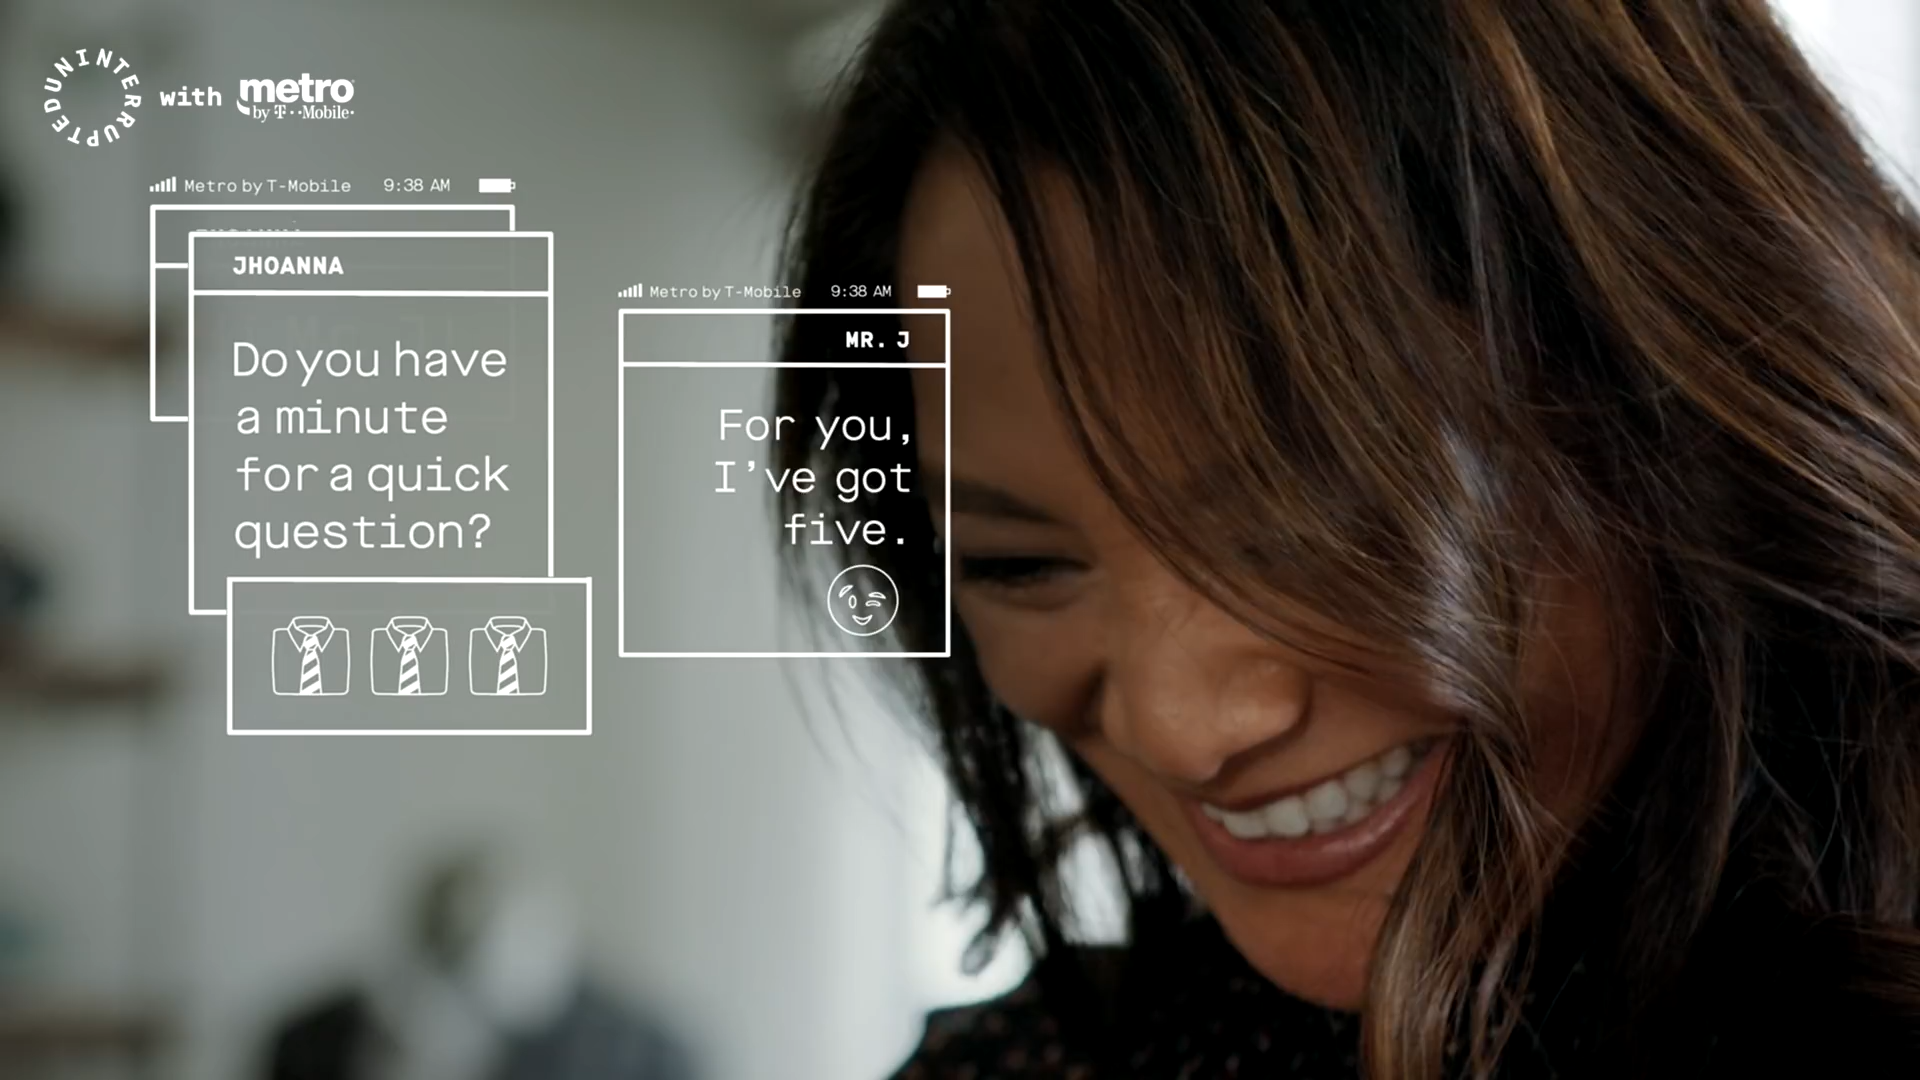 UNINTERRUPTED with metro
by T-Mobile
Metro by T-Mobile 9:38 AM
JHOANNA
Do you have
a minute
for a quick
question?
Metro by T-Mobile 9:38 AM
MR. J
For you,
I've got
five.